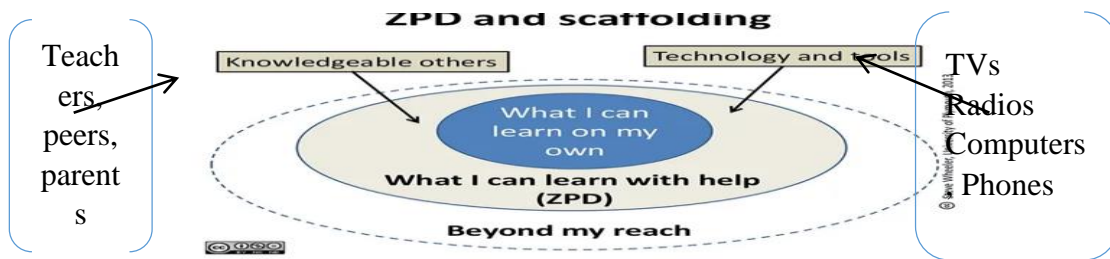 ZPD and scaffolding
Teach
ers,
peers,
parent
s
Knowledgeable others
Technology and tools
TVs
Radios
Computers
Phones
What I can
learn on my
own
What I can learn with help
(ZPD)
Beyond my reach